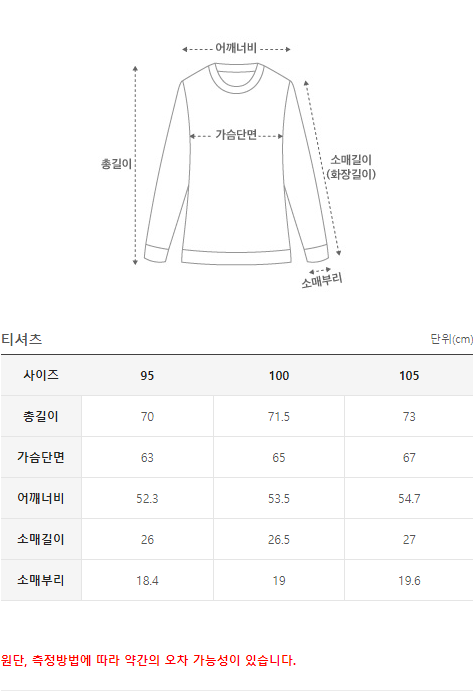 어깨너비
가슴단면
총길이
소매길이
(화장길이)
소매부리
티셔츠 단위(cm)
사이즈 95 100 105
총길이 70 71.5 73
가슴단면 63 65 67
어깨너비 52.3 53.5 54.7
소매길이 26 26.5 27
소매부리 18.4 19 19.6
원단, 측정방법에 따라 약간의 오차 가능성이 있습니다.